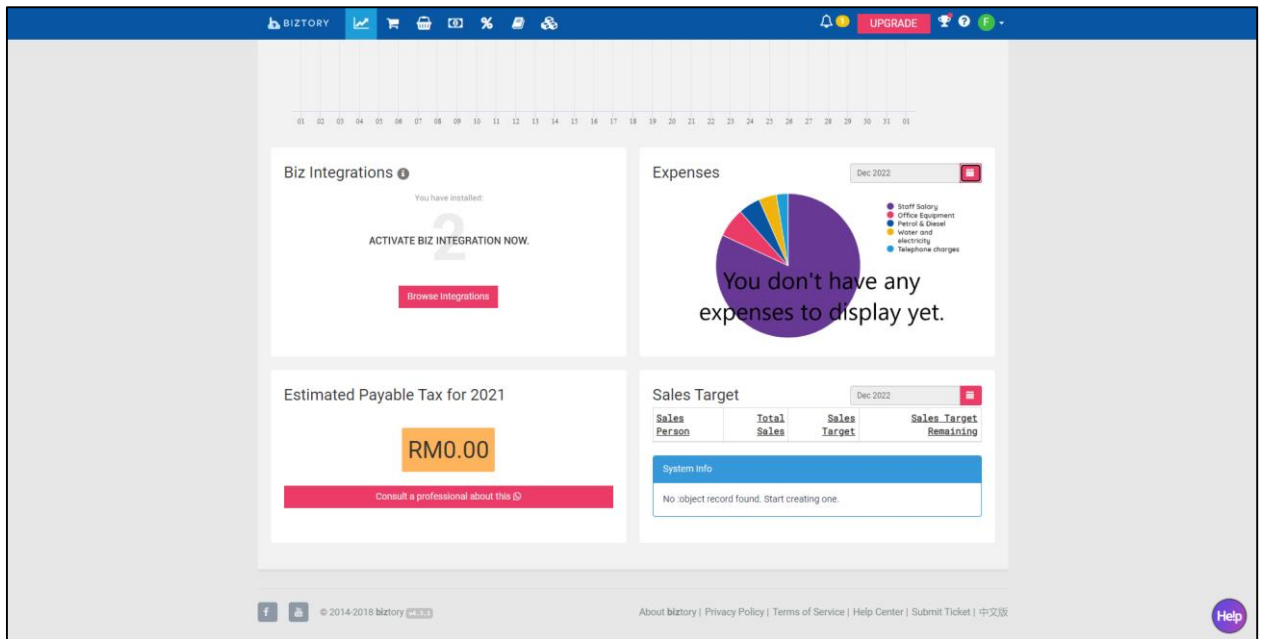 BIZTORY
UPGRADE
F
01 02 03 04 05 06 07 08 09 10 11 12 13 14 15 16 17 18 19 20 21 22 23 24 25 26 27 28 29 30 31 01
Biz Integrations
You have installed:
2
ACTIVATE BIZ INTEGRATION NOW.
Browse Integrations
Expenses
Dec 2022
Staff Salary
Office Equipment
Petrol & Diesel
Water and
electricity
Telephone charges
You don't have any
expenses to display yet.
Estimated Payable Tax for 2021
RM0.00
Consult a professional about this
Sales Target
Dec 2022
Sales Person Total Sales Sales Target Sales Target Remaining
System Info
No :object record found. Start creating one.
© 2014-2018 biztory
About biztory | Privacy Policy | Terms of Service | Help Center | Submit Ticket | 中文版
Help